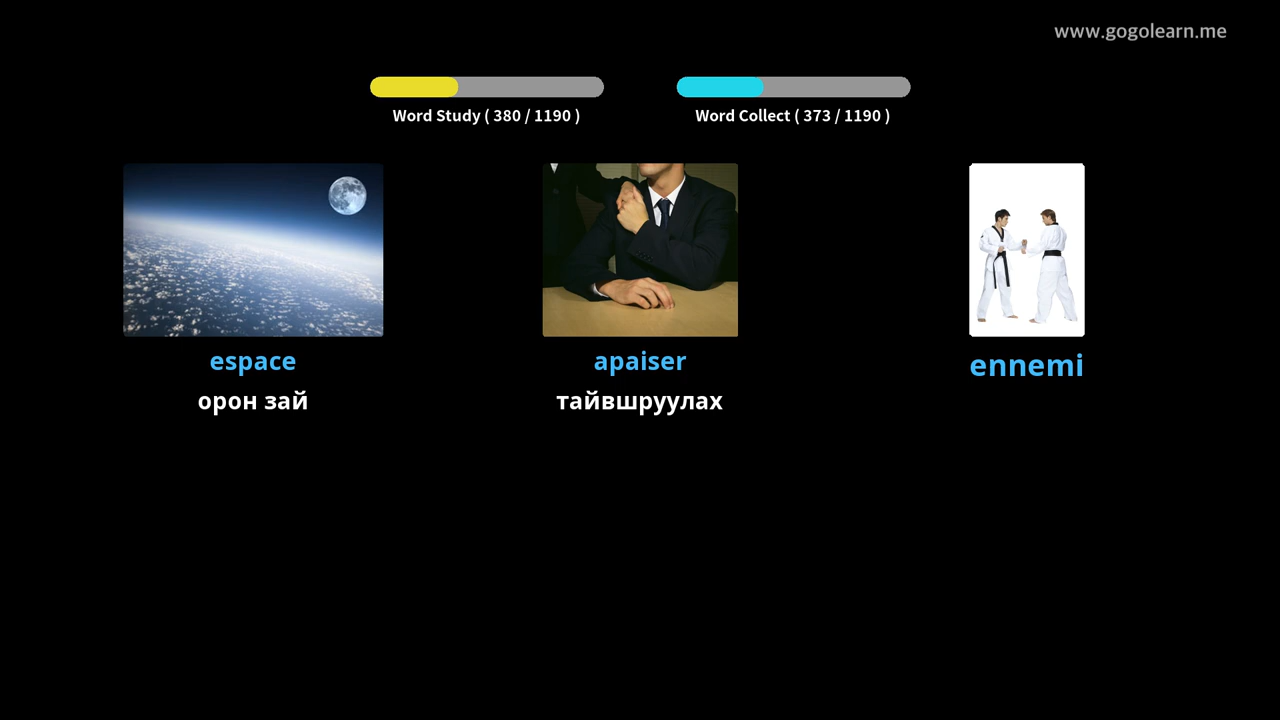 www.gogolearn.me
Word Study ( 380 / 1190 )
Word Collect ( 373 / 1190 )
espace
орон зай
apaiser
тайвшруулах
ennemi